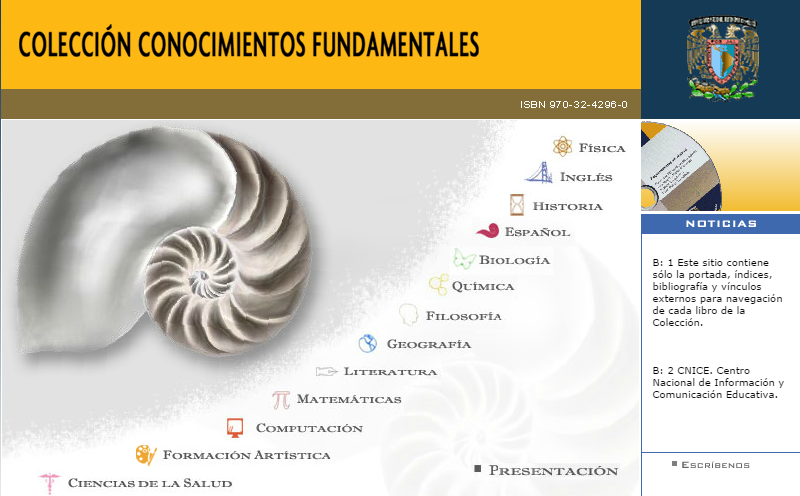 COLECCIÓN CONOCIMIENTOS FUNDAMENTALES
ISBN 970-32-4296-0
FÍSICA
INGLÉS
HISTORIA
ESPAÑOL
BIOLOGÍA
QUÍMICA
FILOSOFÍA
GEOGRAFÍA
LITERATURA
MATEMÁTICAS
COMPUTACIÓN
FORMACIÓN ARTÍSTICA
CIENCIAS DE LA SALUD
PRESENTACIÓN
NOTICIAS
B: 1 Este sitio contiene
sólo la portada, índices,
bibliografía y vínculos
externos para navegación
de cada libro de la
Colección.
B: 2 CNICE. Centro
Nacional de Información y
Comunicación Educativa.
ESCRÍBENOS